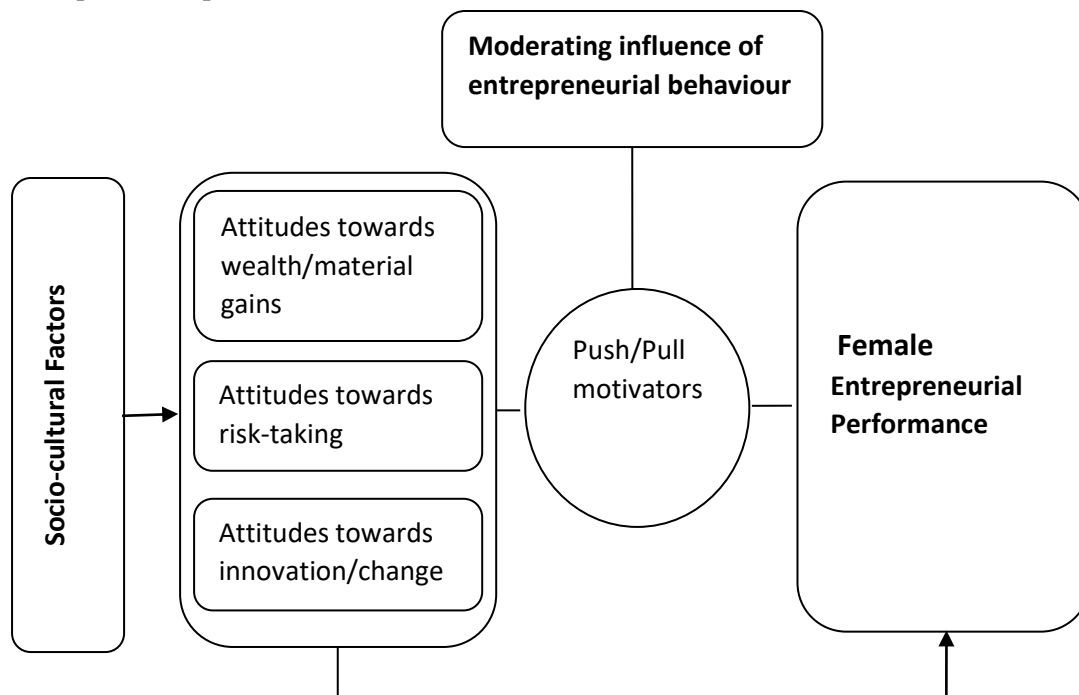 Moderating influence of
entrepreneurial behaviour
Socio-cultural Factors
Attitudes towards
wealth/material
gains
Attitudes towards
risk-taking
Attitudes towards
innovation/change
Push/Pull
motivators
Female
Entrepreneurial
Performance